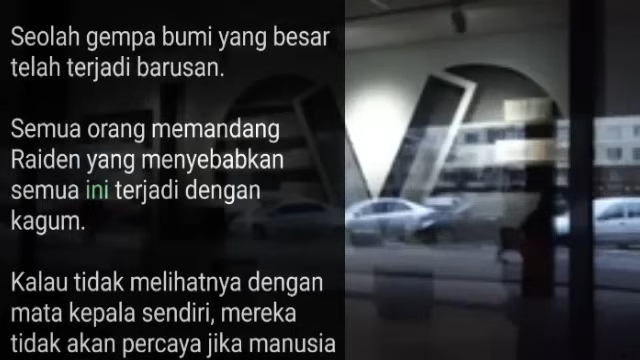 Seolah gempa bumi yang besar
telah terjadi barusan.
Semua orang memandang
Raiden yang menyebabkan
semua ini terjadi dengan
kagum.
Kalau tidak melihatnya dengan
mata kepala sendiri, mereka
tidak akan percaya jika manusia